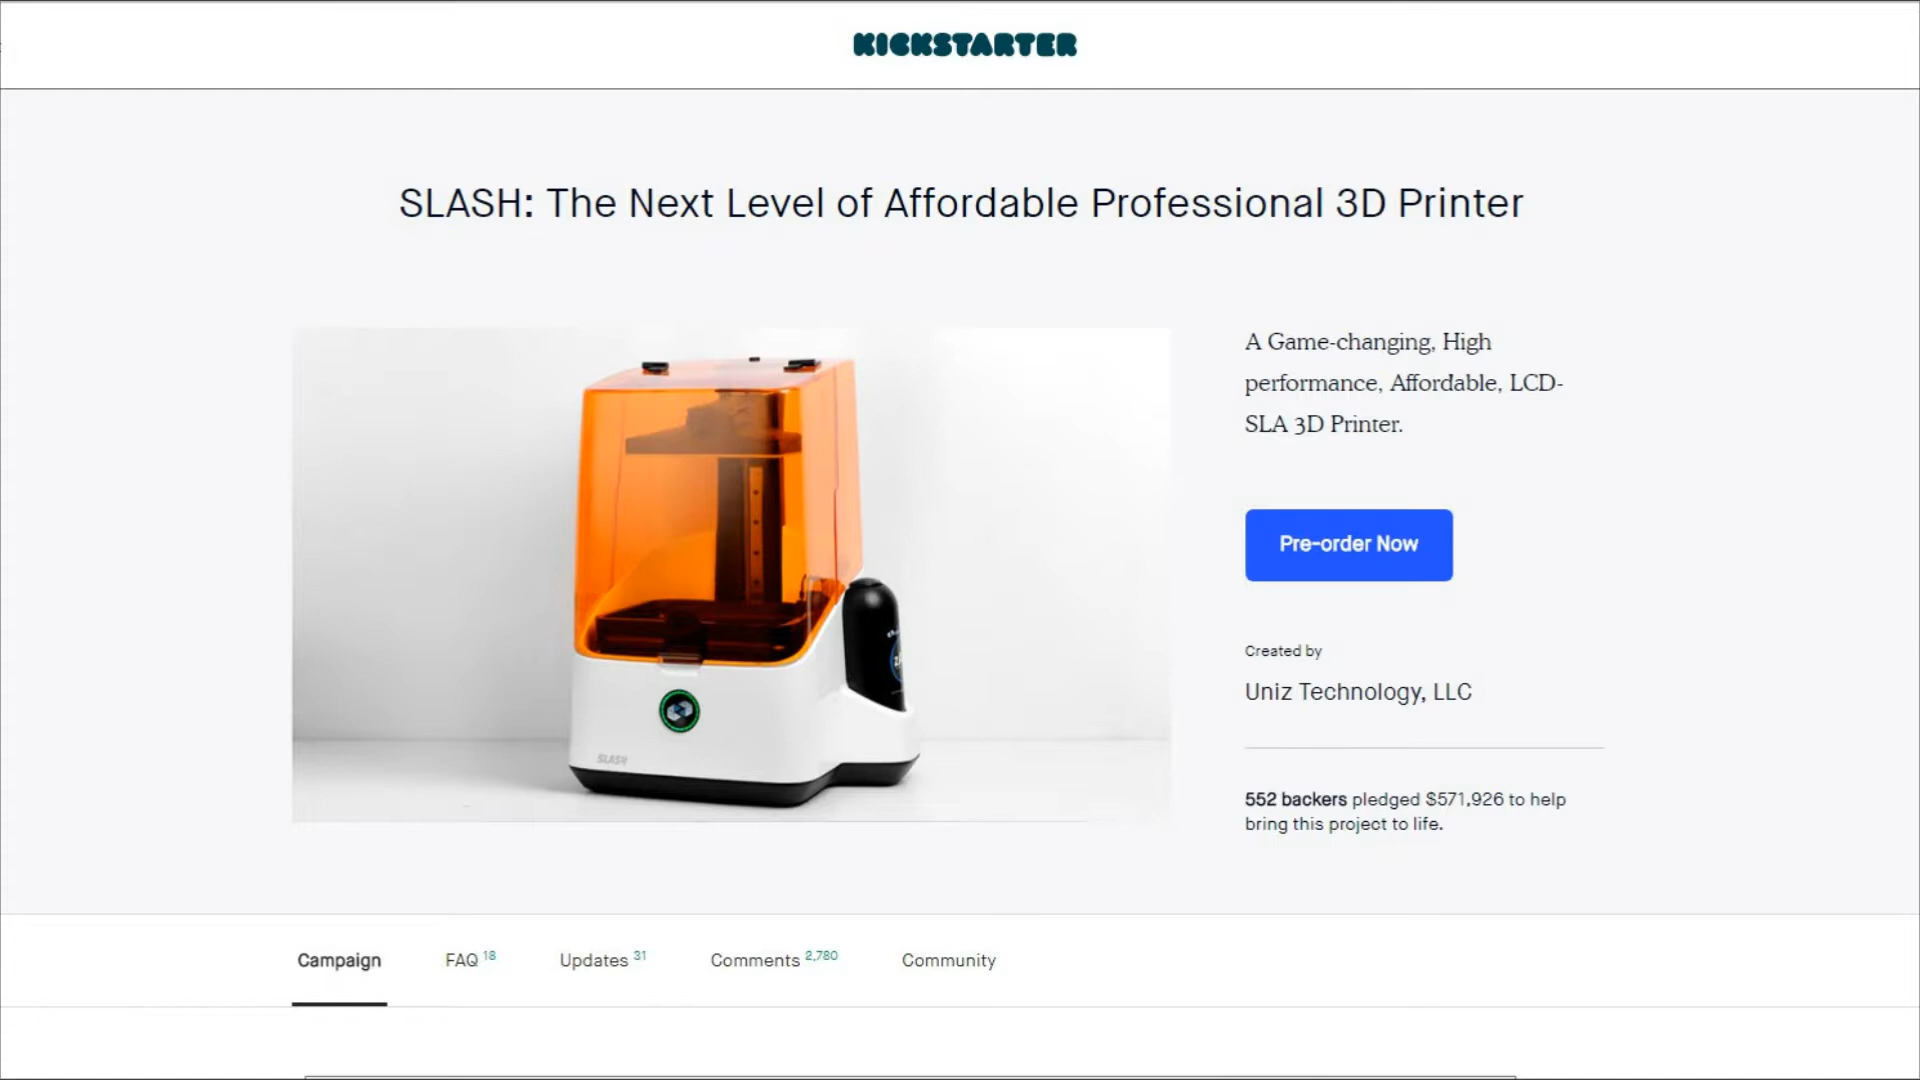 KICKSTARTER
SLASH: The Next Level of Affordable Professional 3D Printer
A Game-changing, High
performance, Affordable, LCD-
SLA 3D Printer.
Pre-order Now
Created by
Uniz Technology, LLC
SLASH
552 backers pledged $571,926 to help
bring this project to life.
Campaign FAQ 18 Updates 31 Comments 2,780 Community